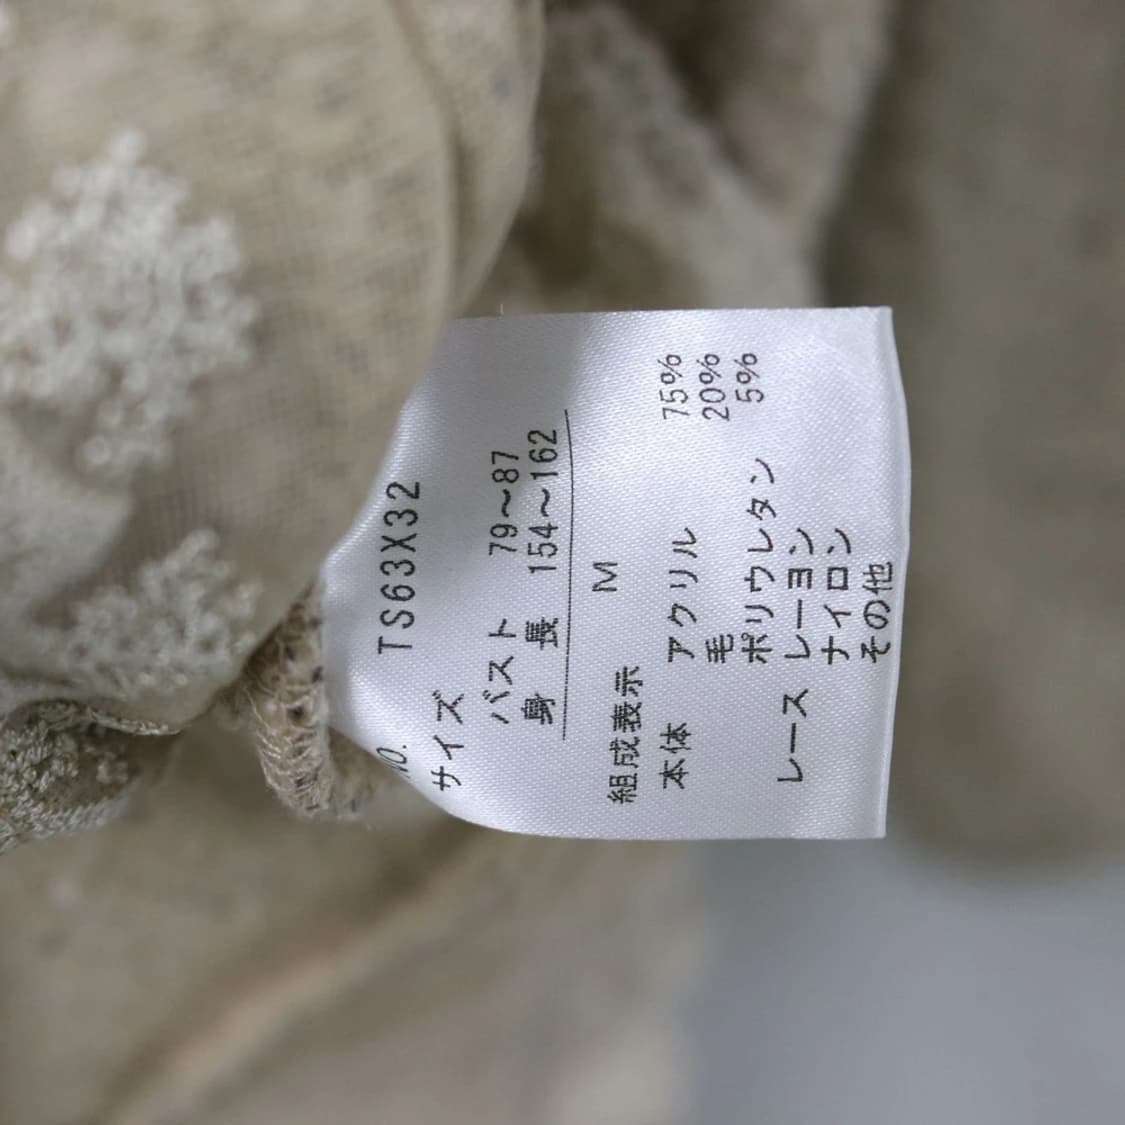 No. TS63X32
サイズ
バスト 79～87
身 長 154～162
M
組成表示
本体 アクリル 75%
毛 20%
ポリウレタン 5%
レース レーヨン
ナイロン
その他